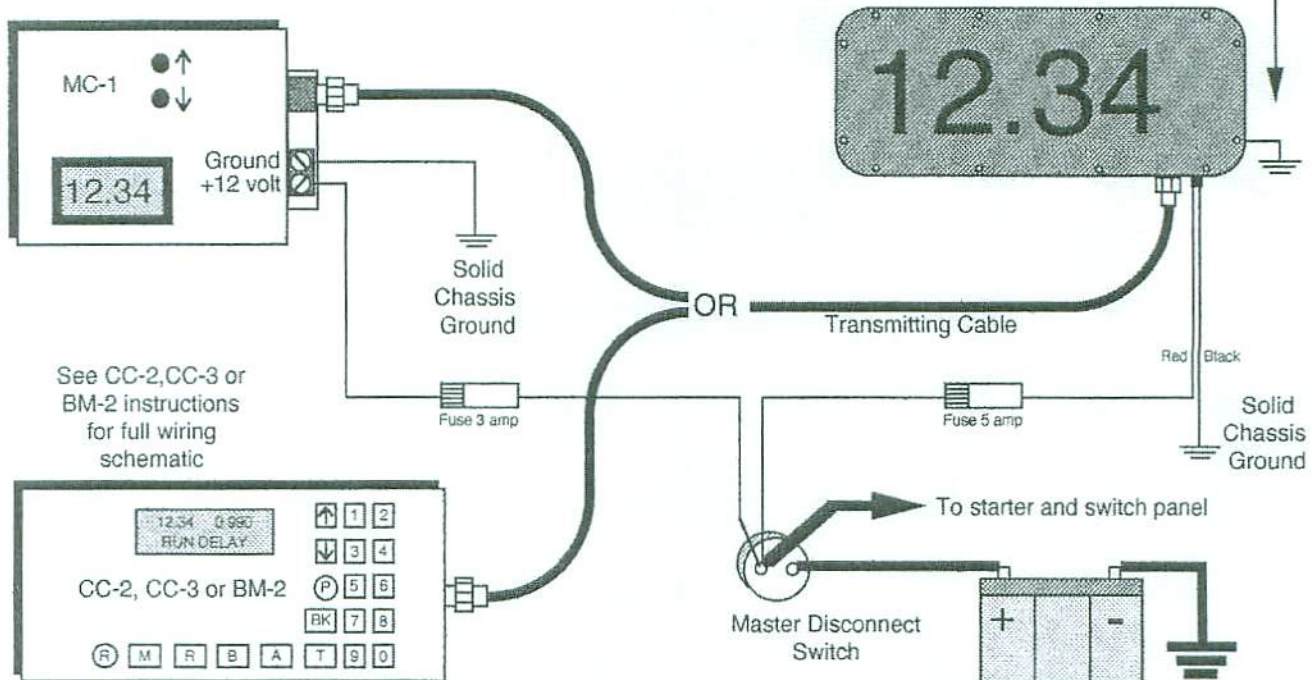 MC-1
↑
↓
Ground
+12 volt
12.34
12.34
Solid
Chassis
Ground
OR
Transmitting Cable
Red
Black
See CC-2,CC-3 or
BM-2 instructions
for full wiring
schematic
Fuse 3 amp
Fuse 5 amp
Solid
Chassis
Ground
12.34 0.990
RUN DELAY
CC-2, CC-3 or BM-2
↑ 1 2
↓ 3 4
P 5 6
BK 7 8
R M R B A T 9 0
To starter and switch panel
Master Disconnect
Switch
+
-